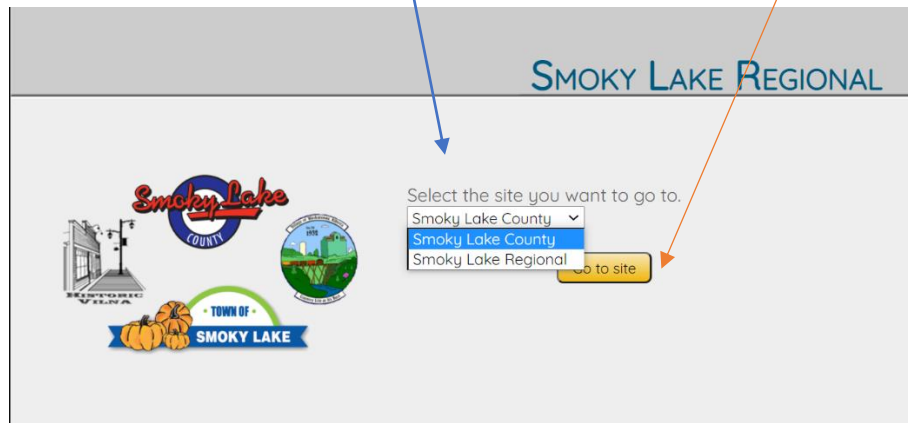 SMOKY LAKE REGIONAL
Smoky Lake
COUNTY
HISTORIC
VILNA
TOWN OF
SMOKY LAKE
Select the site you want to go to.
Smoky Lake County
Smoky Lake County
Smoky Lake Regional
to site